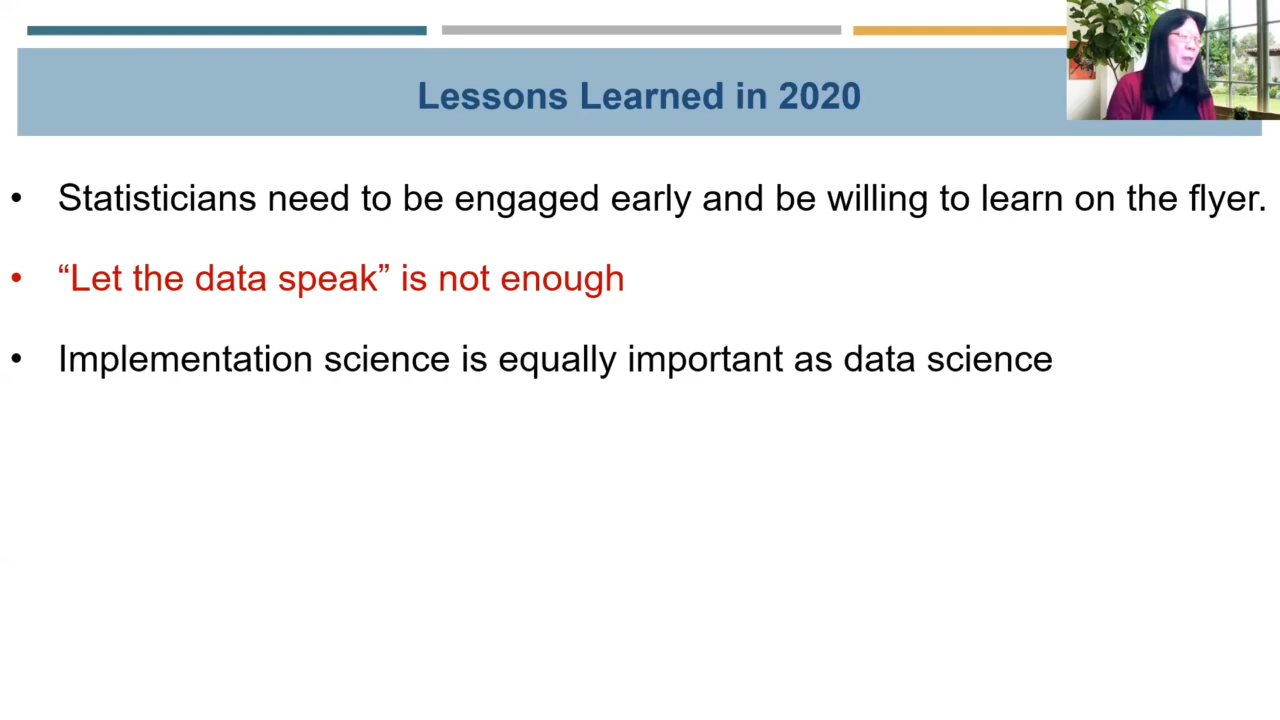 Lessons Learned in 2020
• Statisticians need to be engaged early and be willing to learn on the flyer.
• “Let the data speak” is not enough
• Implementation science is equally important as data science